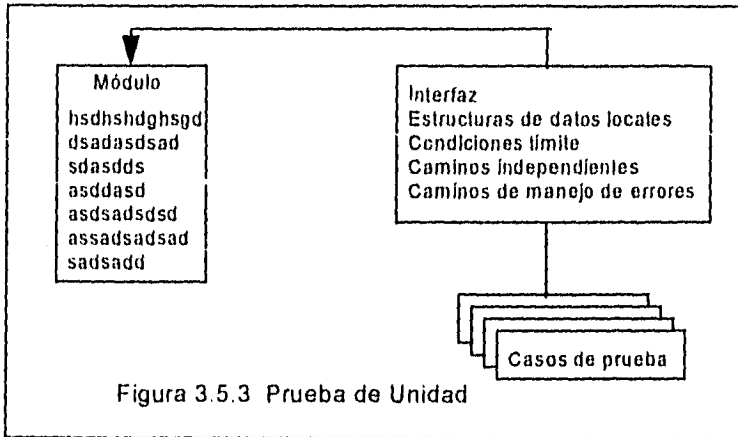 Módulo
hsdhshdghsgd
dsadasdsad
sdasdds
asddasd
asdsadsdsd
assadsadsad
sadsadd
Interfaz
Estructuras de datos locales
Condiciones límite
Caminos independientes
Caminos de manejo de errores
Casos de prueba
Figura 3.5.3 Prueba de Unidad